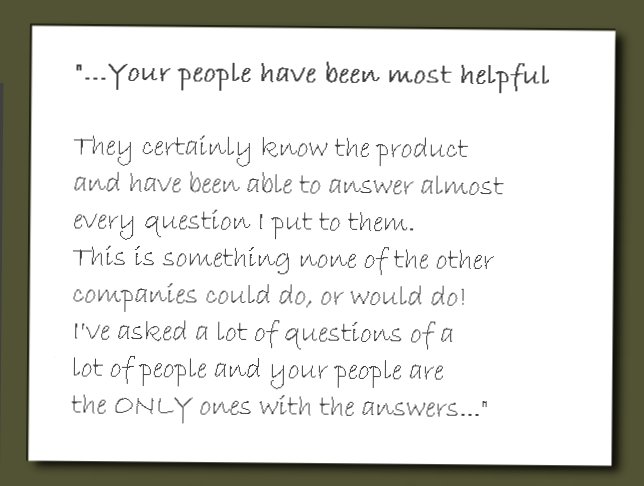 "...Your people have been most helpful
They certainly know the product
and have been able to answer almost
every question I put to them.
This is something none of the other
companies could do, or would do!
I've asked a lot of questions of a
lot of people and your people are
the ONLY ones with the answers..."